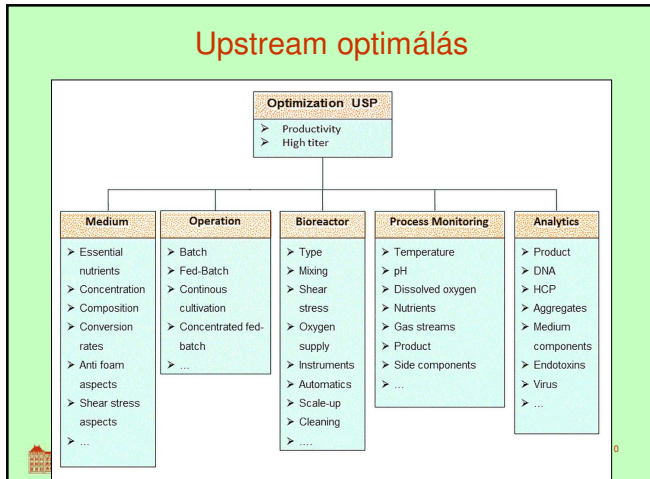 Upstream optimálás
Optimization USP
➢ Productivity
➢ High titer
Medium
➢ Essential
nutrients
➢ Concentration
➢ Composition
➢ Conversion
rates
➢ Anti foam
aspects
➢ Shear stress
aspects
➢ ...
Operation
➢ Batch
➢ Fed-Batch
➢ Continous
cultivation
➢ Concentrated fed-
batch
➢ ...
Bioreactor
➢ Type
➢ Mixing
➢ Shear
stress
➢ Oxygen
supply
➢ Instruments
➢ Automatics
➢ Scale-up
➢ Cleaning
➢ ....
Process Monitoring
➢ Temperature
➢ pH
➢ Dissolved oxygen
➢ Nutrients
➢ Gas streams
➢ Product
➢ Side components
➢ ...
Analytics
➢ Product
➢ DNA
➢ HCP
➢ Aggregates
➢ Medium
components
➢ Endotoxins
➢ Virus
➢ ...
0